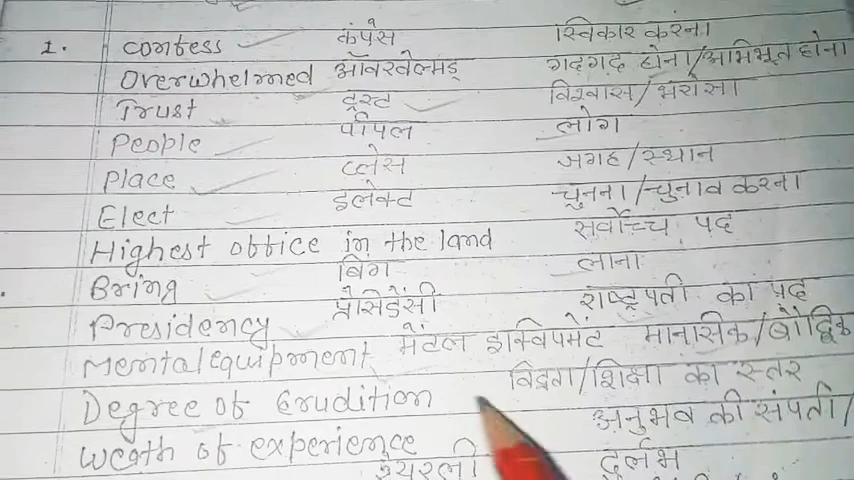 1. confess कंपेस स्विकार करना
Overwhelmed ऑवरवेल्मड् गदगद होना/अभिभूत होना
Trust ट्रस्ट विश्वास/भरोसा
People पीपल लोग
Place प्लेस जगह/स्थान
Elect इलेक्ट चुनना/चुनाव करना
Highest office in the land सर्वोच्च पद
Bring ब्रिंग लाना
Presidency प्रेसिडेंसी राष्ट्रपती का पद
Mental equipment मेंटल इक्विपमेंट मानसिक/बौद्धिक
Degree of Erudition विद्वता/शिक्षा का स्तर
Weath of experience अनुभव की संपती/
दुर्लभ